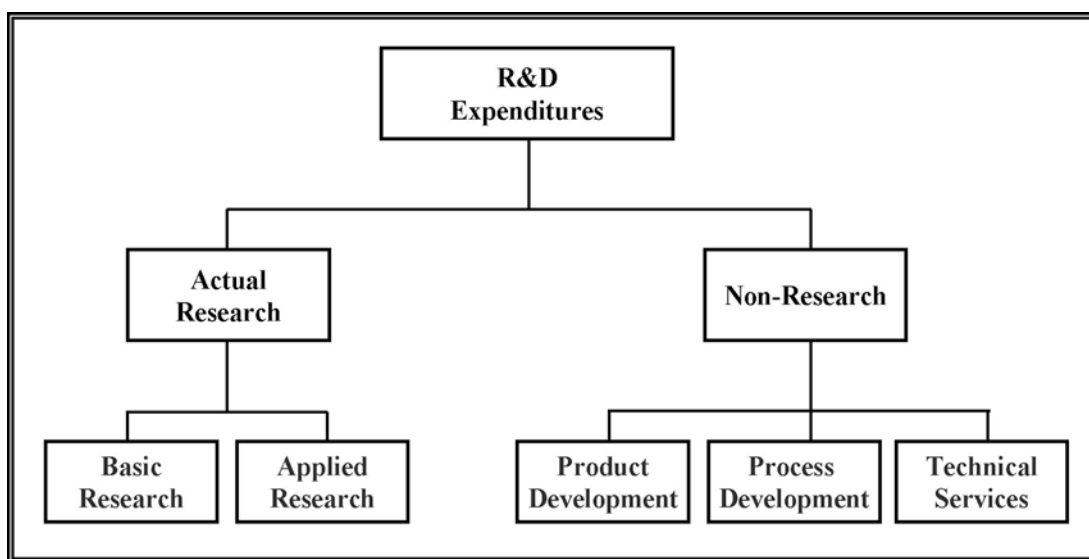 R&D
Expenditures
Actual
Research
Non-Research
Basic
Research
Applied
Research
Product
Development
Process
Development
Technical
Services